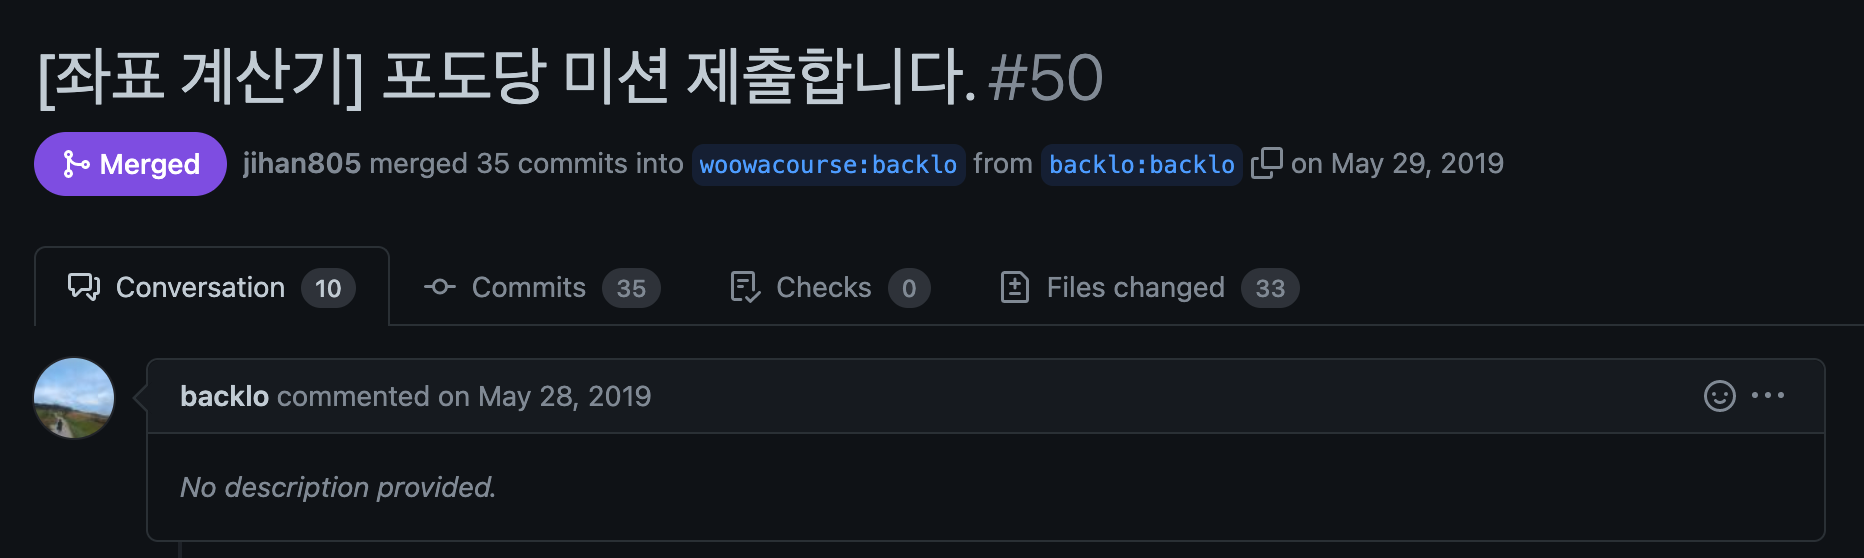 [좌표 계산기] 포도당 미션 제출합니다. #50
Merged jihan805 merged 35 commits into woowacourse:backlo from backlo:backlo on May 29, 2019
Conversation 10 Commits 35 Checks 0 Files changed 33
backlo commented on May 28, 2019
No description provided.